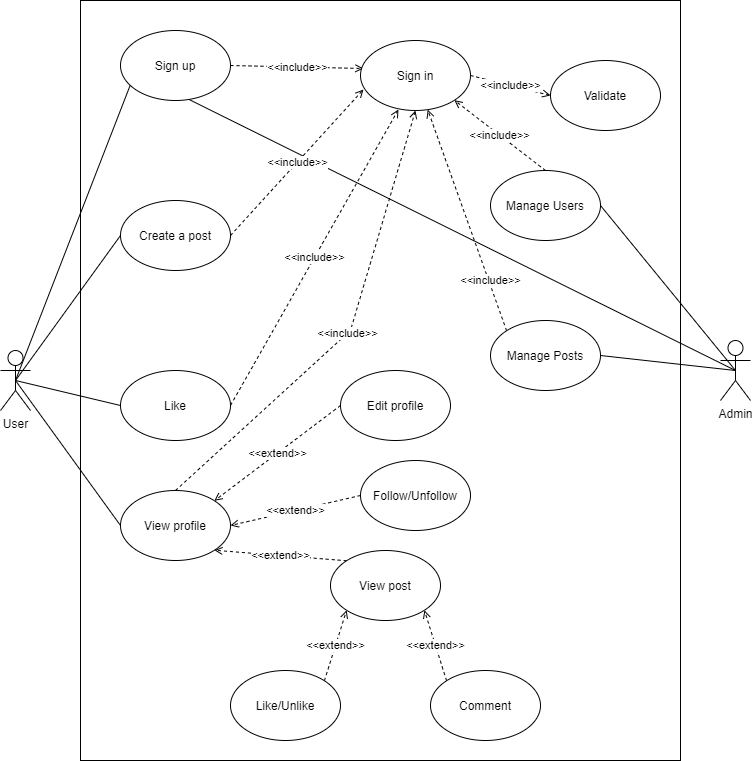 Sign up
<<include>>
Sign in
<<include>>
Validate
<<include>>
<<include>>
Manage Users
Create a post
<<include>>
<<include>>
<<include>>
Manage Posts
User
Admin
Like
Edit profile
<<extend>>
Follow/Unfollow
<<extend>>
View profile
<<extend>>
View post
<<extend>>
<<extend>>
Like/Unlike
Comment